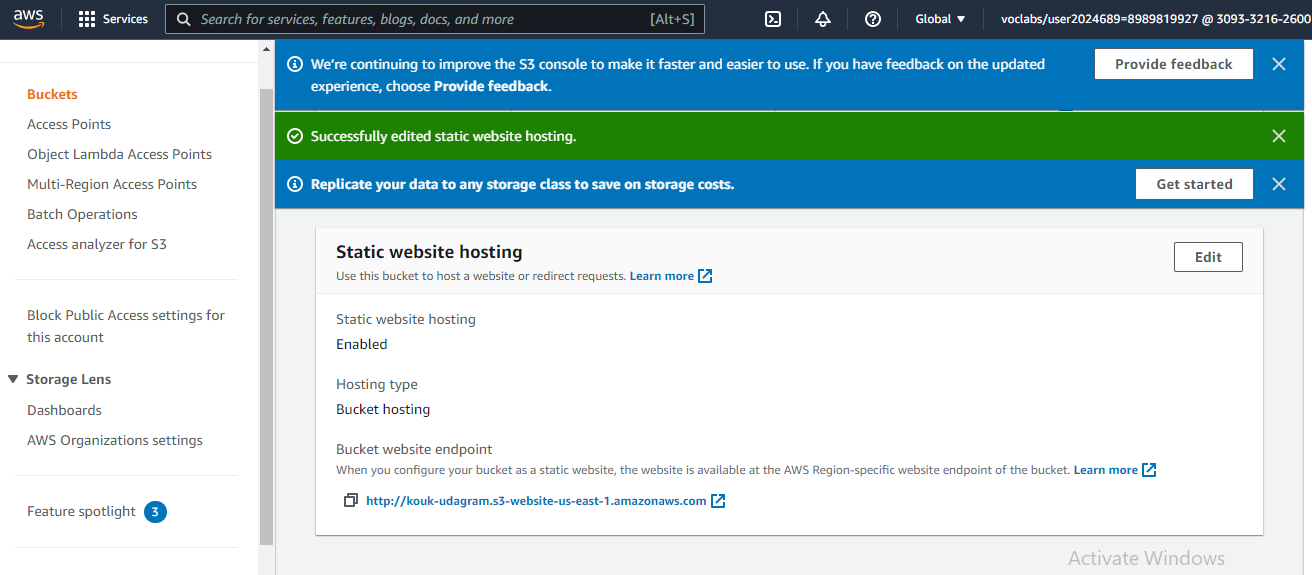 aws
Services
Search for services, features, blogs, docs, and more [Alt+S]
Global
voclabs/user2024689=8989819927 @ 3093-3216-2600
Buckets
Access Points
Object Lambda Access Points
Multi-Region Access Points
Batch Operations
Access analyzer for S3
Block Public Access settings for
this account
Storage Lens
Dashboards
AWS Organizations settings
Feature spotlight 3
We're continuing to improve the S3 console to make it faster and easier to use. If you have feedback on the updated
experience, choose Provide feedback.
Provide feedback
Successfully edited static website hosting.
Replicate your data to any storage class to save on storage costs.
Get started
Static website hosting
Use this bucket to host a website or redirect requests. Learn more
Edit
Static website hosting
Enabled
Hosting type
Bucket hosting
Bucket website endpoint
When you configure your bucket as a static website, the website is available at the AWS Region-specific website endpoint of the bucket. Learn more
http://kouk-udagram.s3-website-us-east-1.amazonaws.com
Activate Windows